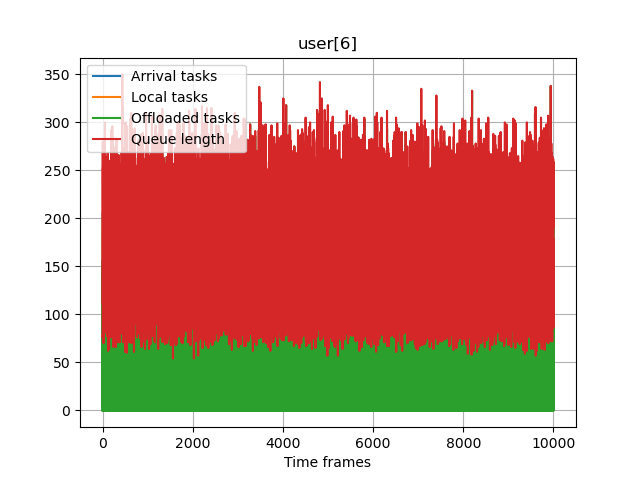 user[6]
350
300
250
200
150
100
50
0
Arrival tasks
Local tasks
Offloaded tasks
Queue length
0 2000 4000 6000 8000 10000
Time frames